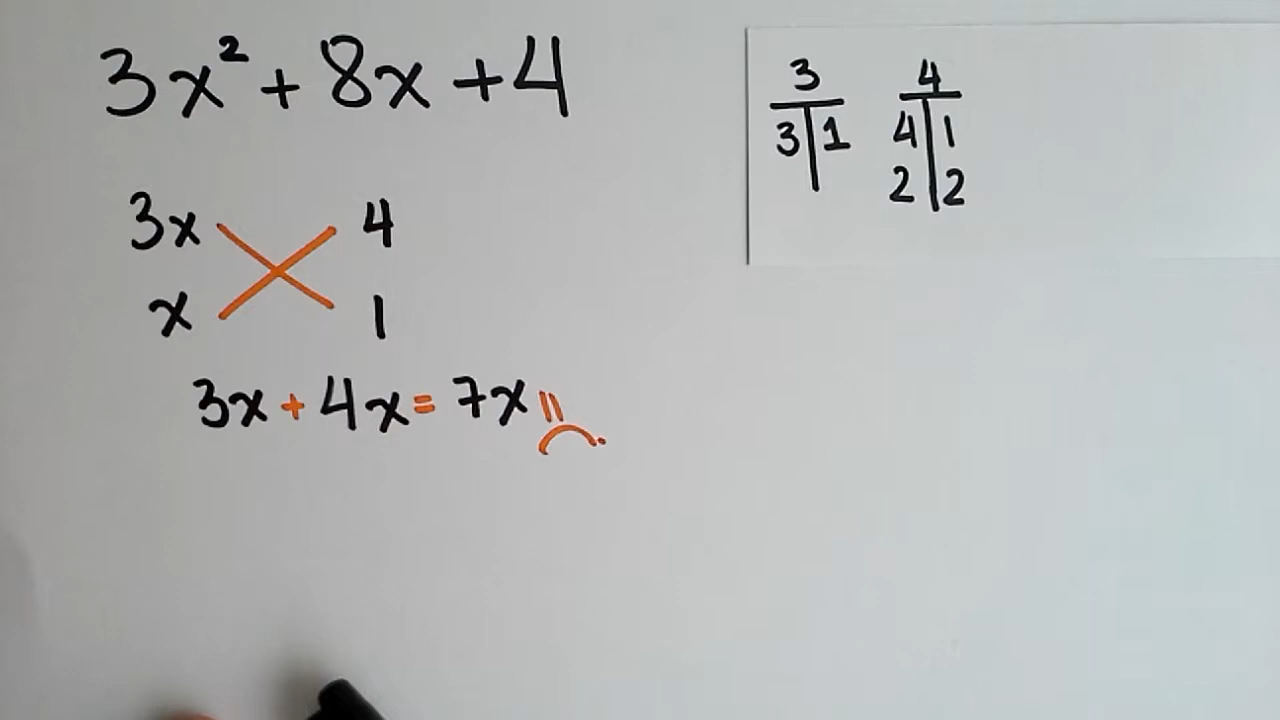 3x² + 8x + 4
3x 4
x 1
3x + 4x = 7x
3 4
3 1 4 1
2 2